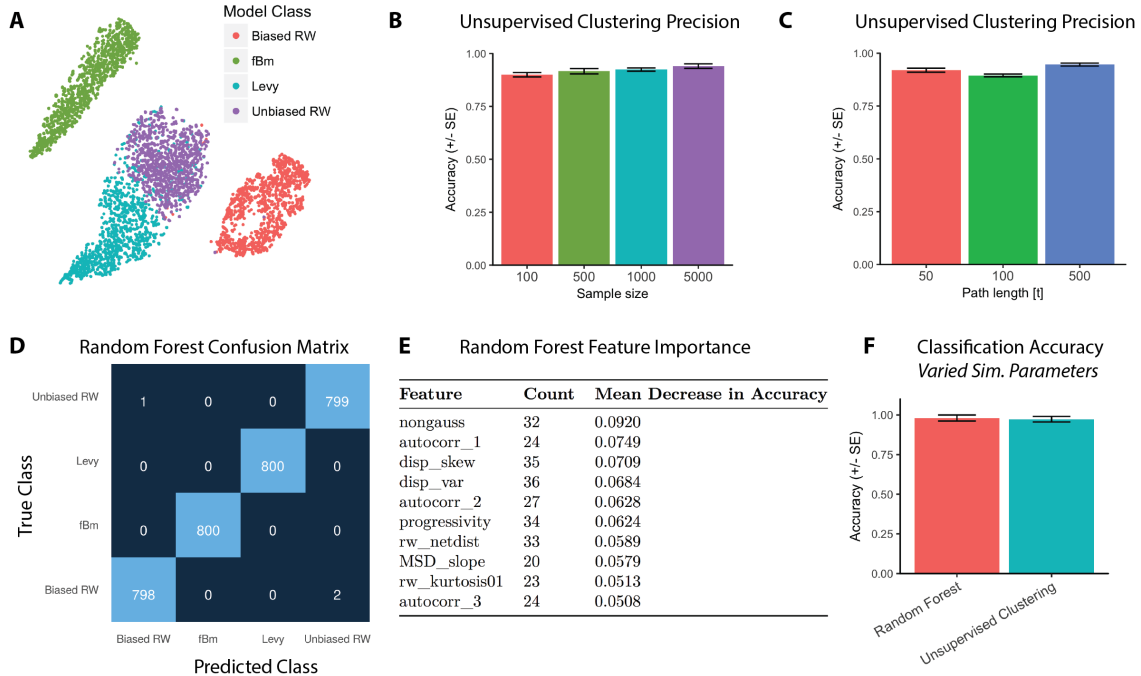 A
Model Class
Biased RW
fBm
Levy
Unbiased RW
B
Unsupervised Clustering Precision
Accuracy (+/- SE)
1.00
0.75
0.50
0.25
0.00
100
500
1000
5000
Sample size
C
Unsupervised Clustering Precision
Accuracy (+/- SE)
1.00
0.75
0.50
0.25
0.00
50
100
500
Path length [t]
D
Random Forest Confusion Matrix
True Class
Unbiased RW 1 0 0 799
Levy 0 0 800 0
fBm 0 800 0 0
Biased RW 798 0 0 2
Biased RW fBm Levy Unbiased RW
Predicted Class
E
Random Forest Feature Importance
Feature Count Mean Decrease in Accuracy
nongauss 32 0.0920
autocorr_1 24 0.0749
disp_skew 35 0.0709
disp_var 36 0.0684
autocorr_2 27 0.0628
progressivity 34 0.0624
rw_netdist 33 0.0589
MSD_slope 20 0.0579
rw_kurtosis01 23 0.0513
autocorr_3 24 0.0508
F
Classification Accuracy
Varied Sim. Parameters
Accuracy (+/- SE)
1.00
0.75
0.50
0.25
0.00
Random Forest
Unsupervised Clustering